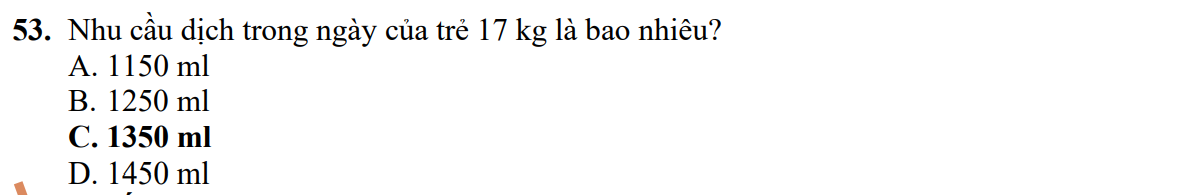 53. Nhu cầu dịch trong ngày của trẻ 17 kg là bao nhiêu?
A. 1150 ml
B. 1250 ml
C. 1350 ml
D. 1450 ml